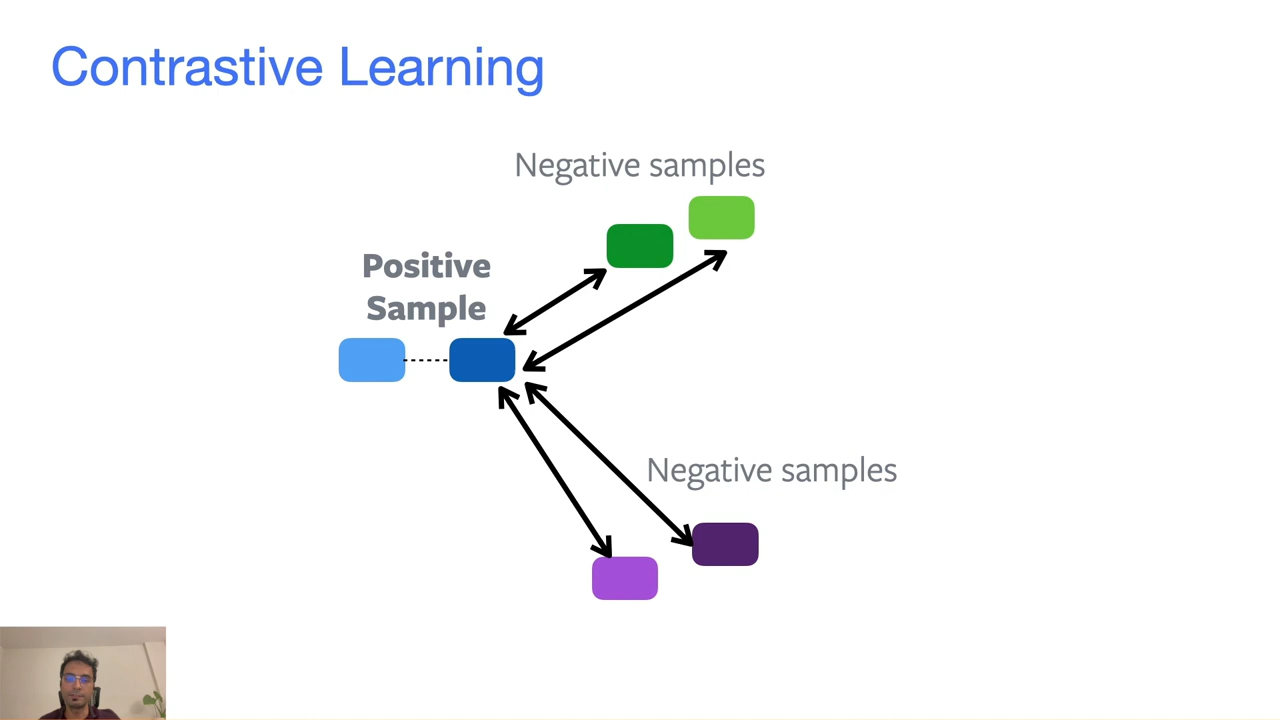 Contrastive Learning
Negative samples
Positive
Sample
Negative samples